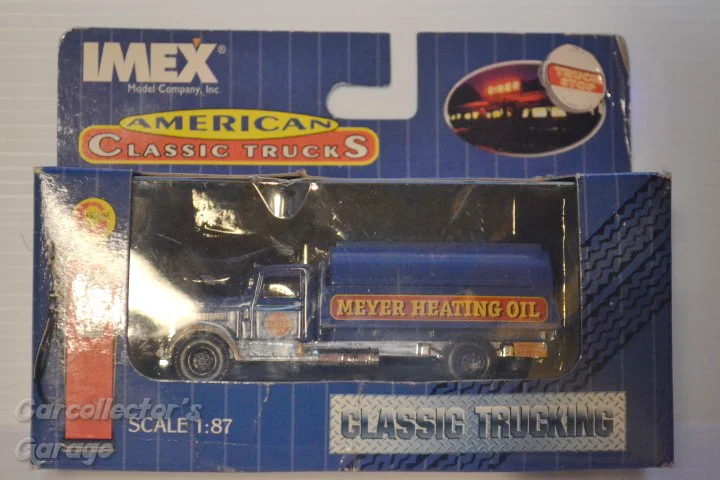 IMEX®
Model Company, Inc.
DINER
TRUCK
STOP
AMERICAN
CLASSIC TRUCKS
MEYER HEATING OIL
SCALE 1:87
CLASSIC TRUCKING
Carcollector's
Garage